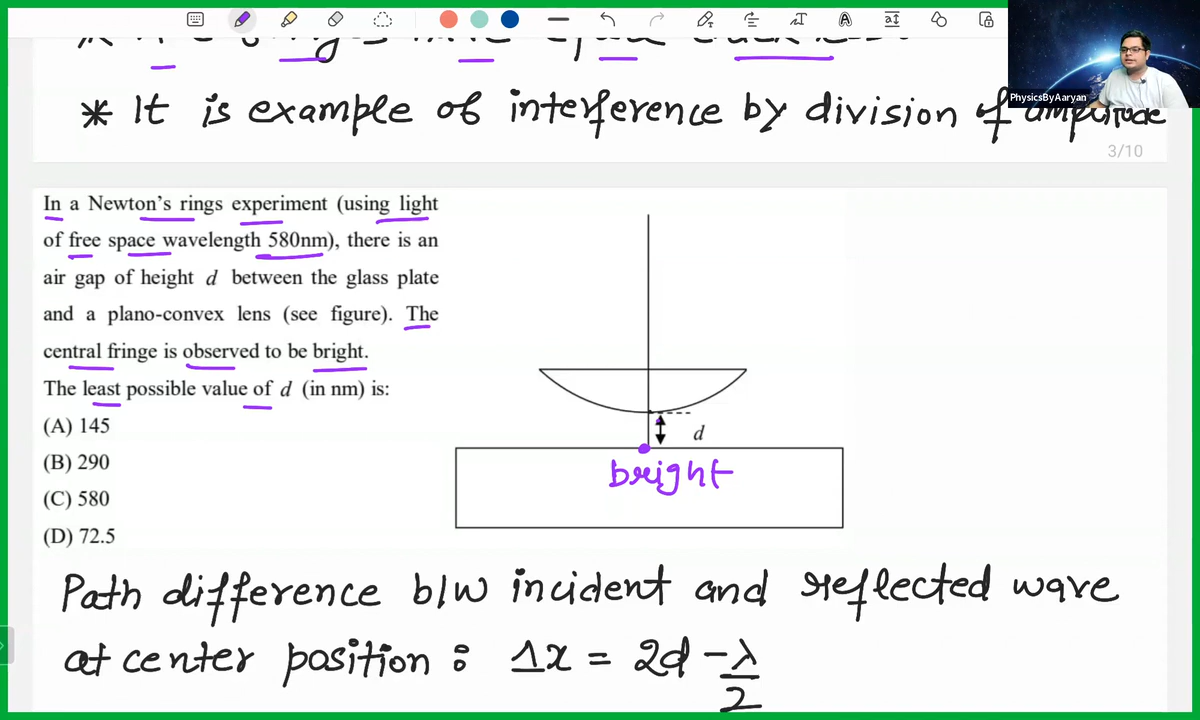 * It is example of interference by division of amplitude
PhysicsByAaryan
3/10
In a Newton's rings experiment (using light
of free space wavelength 580nm), there is an
air gap of height d between the glass plate
and a plano-convex lens (see figure). The
central fringe is observed to be bright.
The least possible value of d (in nm) is:
(A) 145
(B) 290
(C) 580
(D) 72.5
d
bright
Path difference b/w incident and reflected wave
at center position : Δx = 2d - λ/2